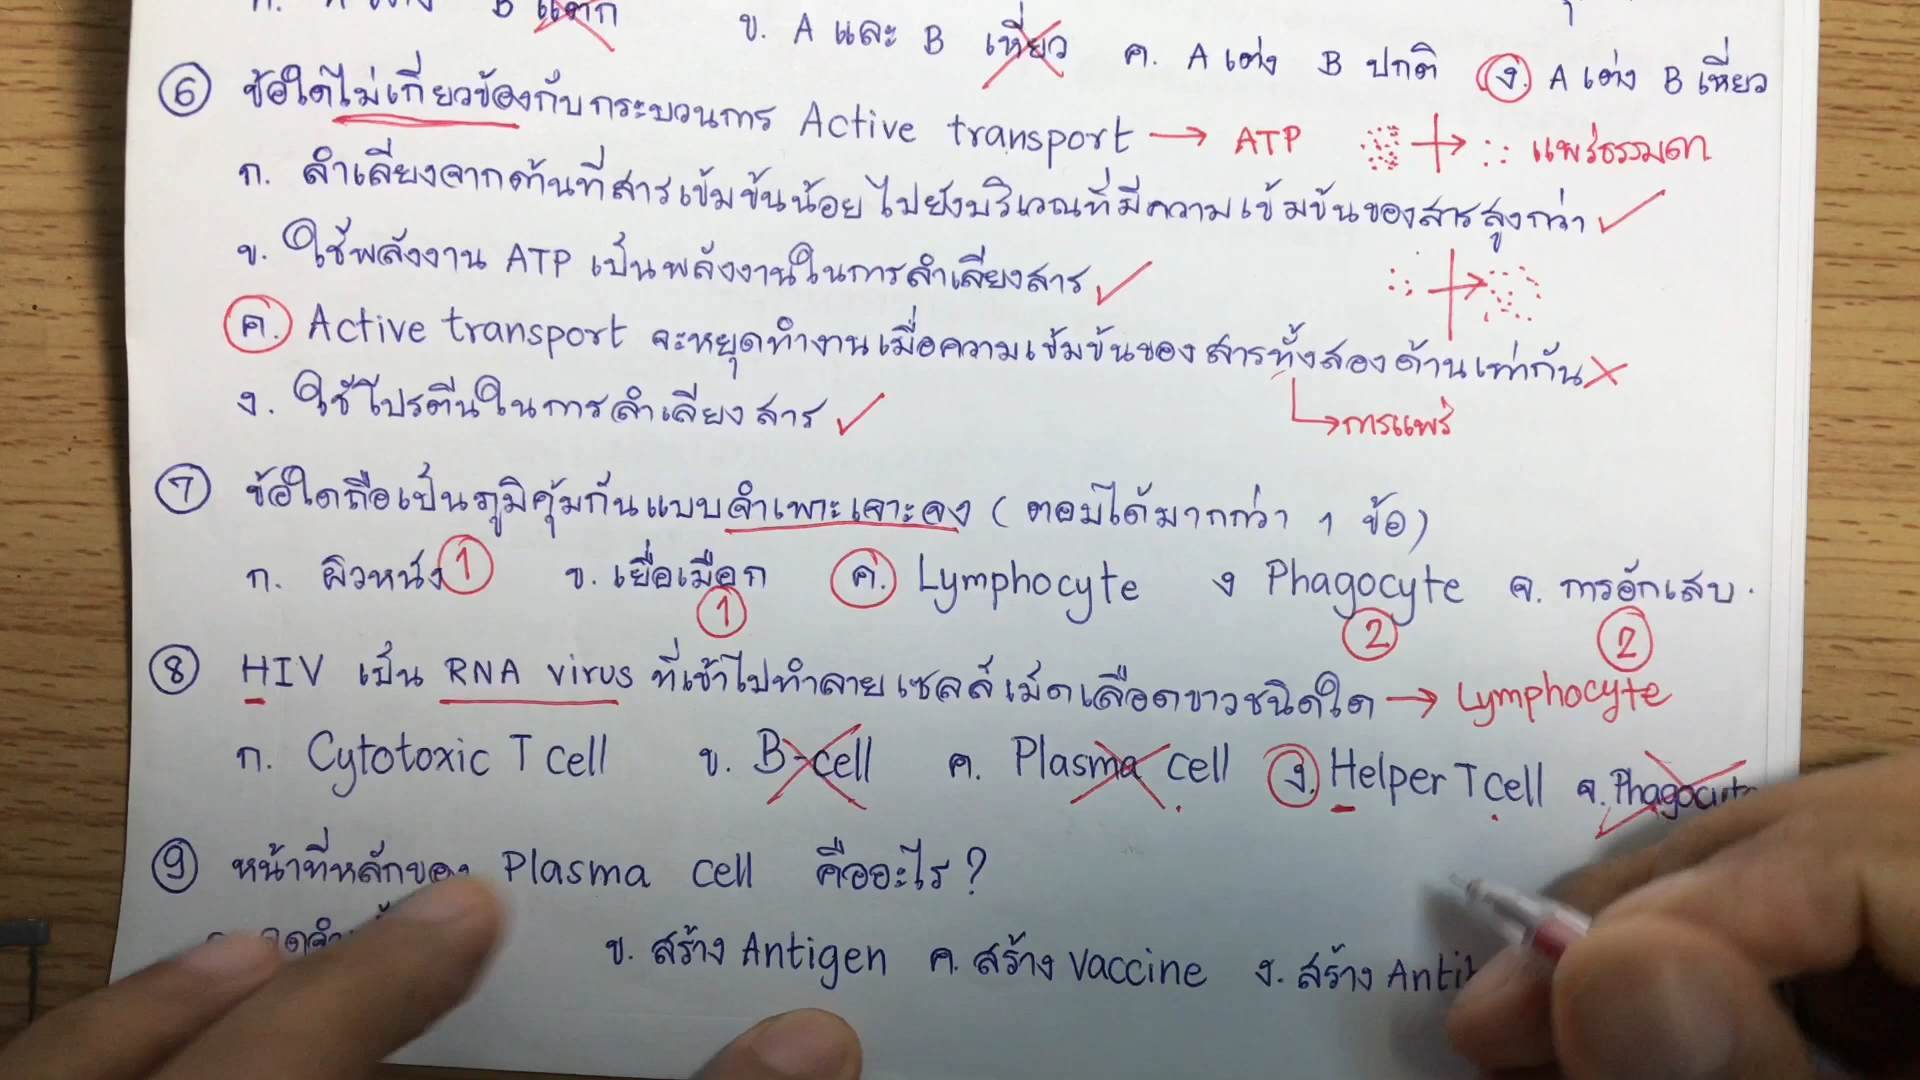 ข. A และ B เหี่ยว ค. A เต่ง B ปกติ ง. A เต่ง B เหี่ยว
6 ข้อใดไม่เกี่ยวข้องกับกระบวนการ Active transport → ATP แพร่ธรรมดา
ก. ลำเลียงจากด้านที่สารเข้มข้นน้อยไปยังบริเวณที่มีความเข้มข้นของสารสูงกว่า
ข. ใช้พลังงาน ATP เป็นพลังงานในการลำเลียงสาร
ค. Active transport จะหยุดทำงานเมื่อความเข้มข้นของสารทั้งสองด้านเท่ากัน
ง. ใช้โปรตีนในการลำเลียงสาร
การแพร่
7 ข้อใดถือเป็นภูมิคุ้มกันแบบจำเพาะเจาะจง (ตอบได้มากกว่า 1 ข้อ)
ก. ผิวหนัง 1 ข. เยื่อเมือก ค. Lymphocyte ง Phagocyte จ. การอักเสบ.
1 2 2
8 HIV เป็น RNA virus ที่เข้าไปทำลายเซลล์เม็ดเลือดขาวชนิดใด → Lymphocyte
ก. Cytotoxic T cell ข. B-cell ค. Plasma cell ง. Helper T cell จ.
9 หน้าที่หลักของ Plasma cell คืออะไร?
ข. สร้าง Antigen ค. สร้าง Vaccine ง. สร้าง